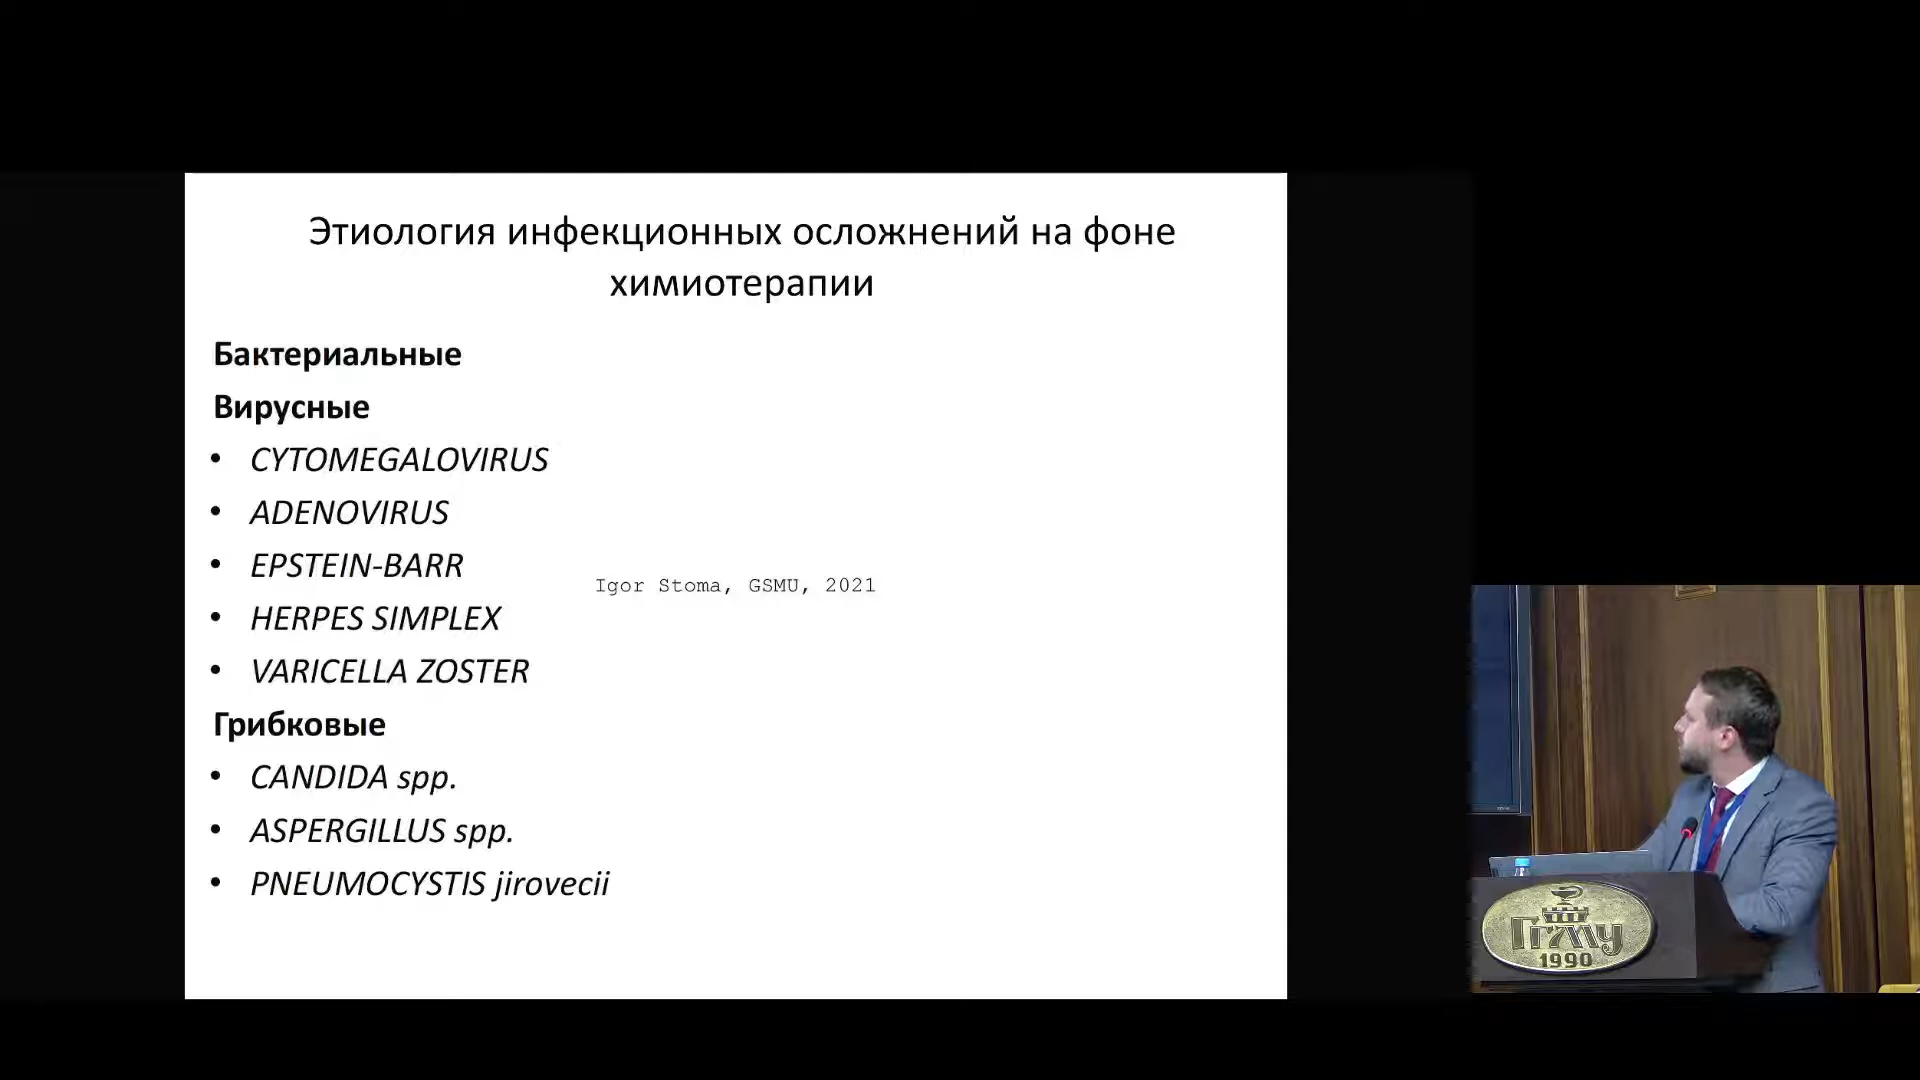 Этиология инфекционных осложнений на фоне
химиотерапии
Бактериальные
Вирусные
• CYTOMEGALOVIRUS
• ADENOVIRUS
• EPSTEIN-BARR
• HERPES SIMPLEX
• VARICELLA ZOSTER
Грибковые
• CANDIDA spp.
• ASPERGILLUS spp.
• PNEUMOCYSTIS jirovecii
Igor Stoma, GSMU, 2021
ГГМУ
1990